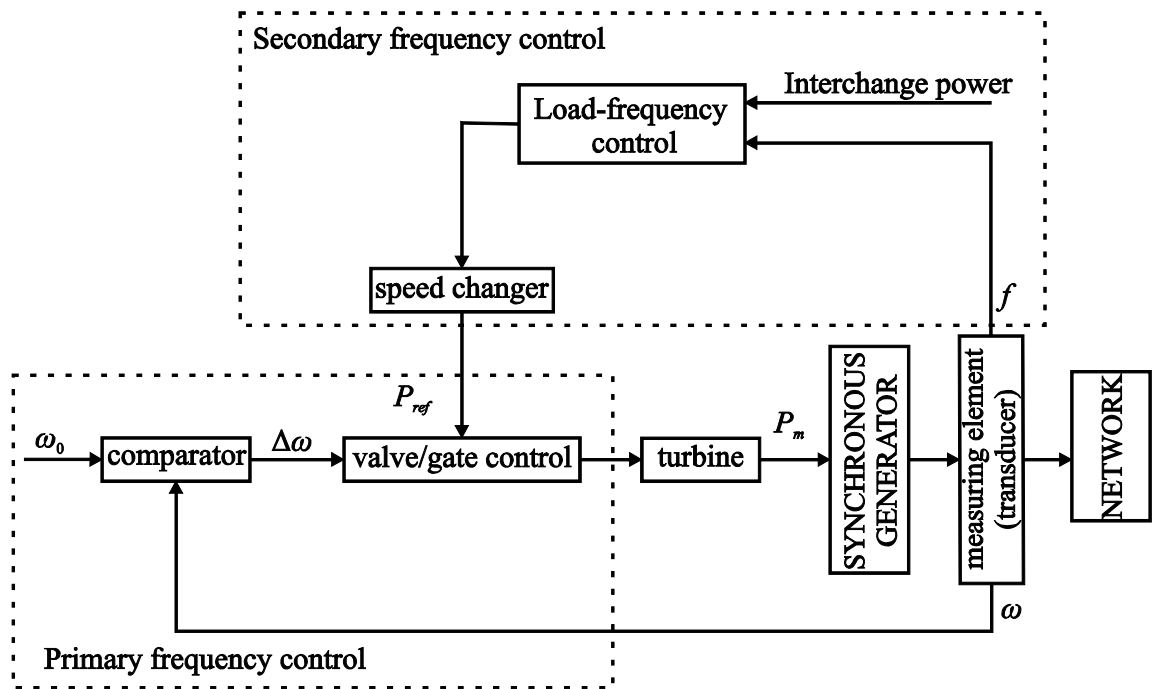 Secondary frequency control
Interchange power
Load-frequency
control
speed changer
f
P_ref
ω₀
comparator
Δω
valve/gate control
turbine
P_m
SYNCHRONOUS
GENERATOR
measuring element
(transducer)
NETWORK
ω
Primary frequency control